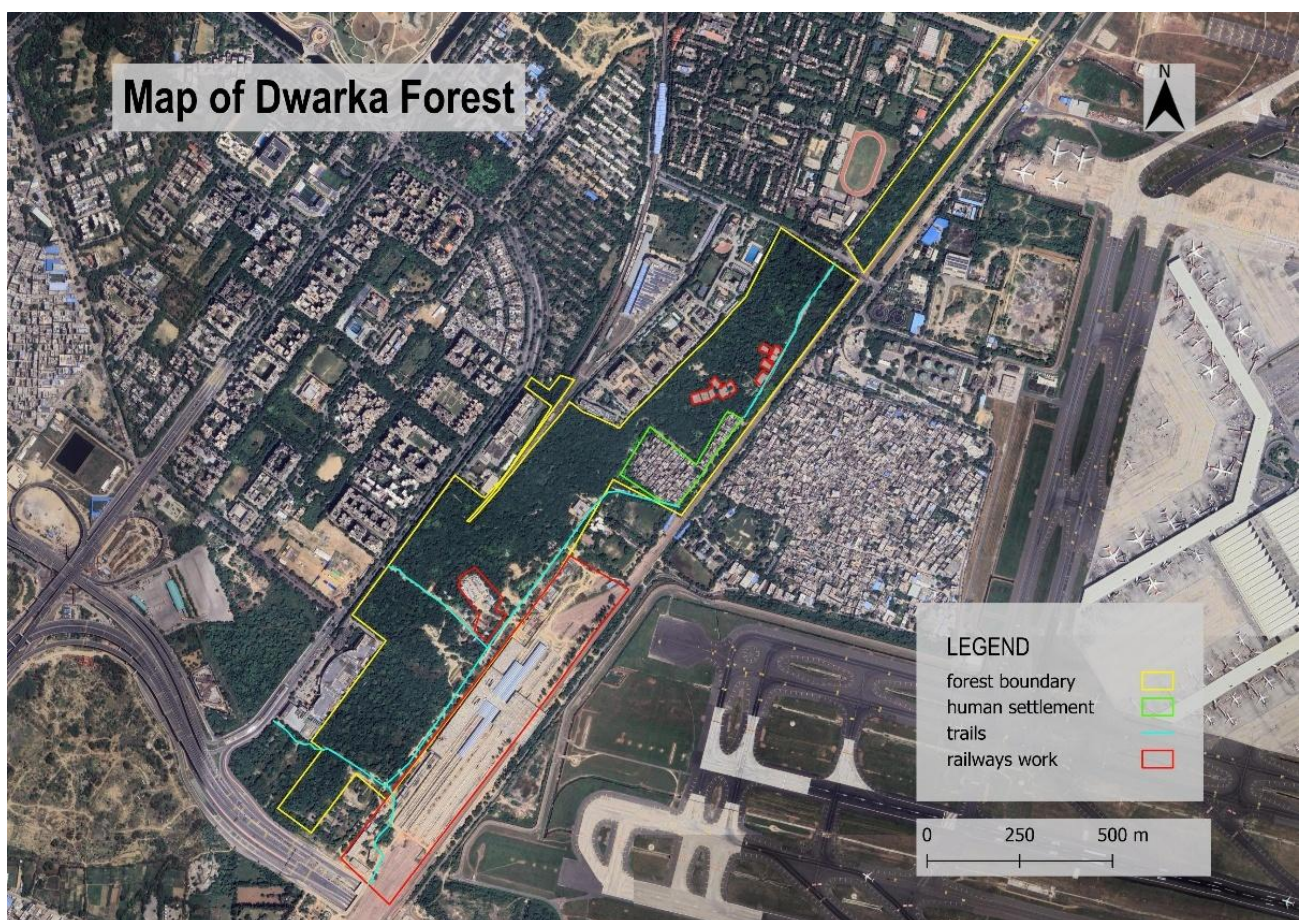 Map of Dwarka Forest
N
LEGEND
forest boundary
human settlement
trails
railways work
0 250 500 m